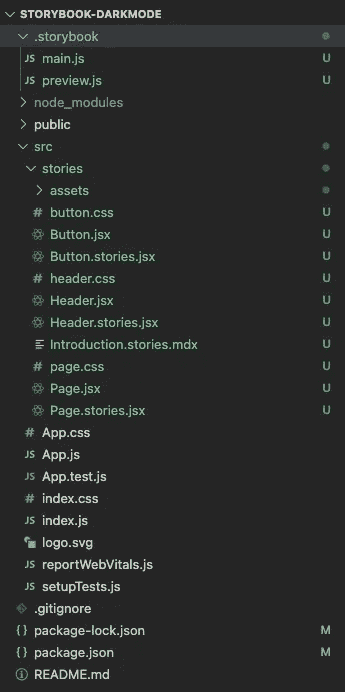 STORYBOOK-DARKMODE
.storybook
JS main.js U
JS preview.js U
node_modules
public
src
stories
assets
# button.css U
Button.jsx U
Button.stories.jsx U
# header.css U
Header.jsx U
Header.stories.jsx U
Introduction.stories.mdx U
# page.css U
Page.jsx U
Page.stories.jsx U
# App.css
JS App.js
JS App.test.js
# index.css
JS index.js
logo.svg
JS reportWebVitals.js
JS setupTests.js
.gitignore
{ } package-lock.json M
{ } package.json M
README.md